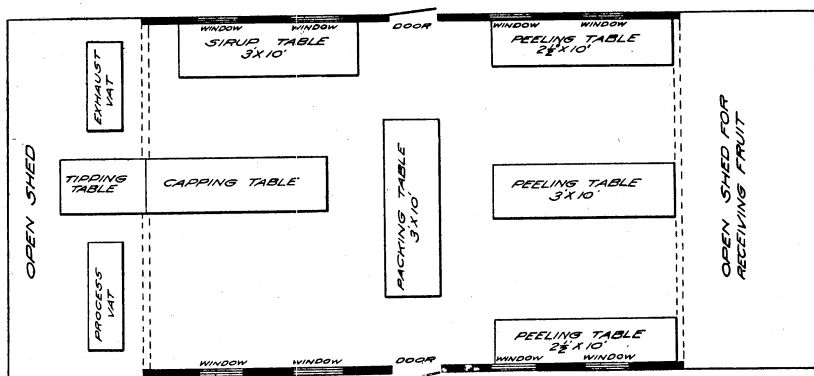 WINDOW WINDOW DOOR WINDOW WINDOW
SIRUP TABLE
3'X10'
PEELING TABLE
2½'X10'
EXHAUST
VAT
OPEN SHED
TIPPING
TABLE
CAPPING TABLE
PACKING TABLE
3'X10'
PEELING TABLE
3'X10'
OPEN SHED FOR
RECEIVING FRUIT
PROCESS
VAT
PEELING TABLE
2½'X10'
WINDOW WINDOW DOOR WINDOW WINDOW